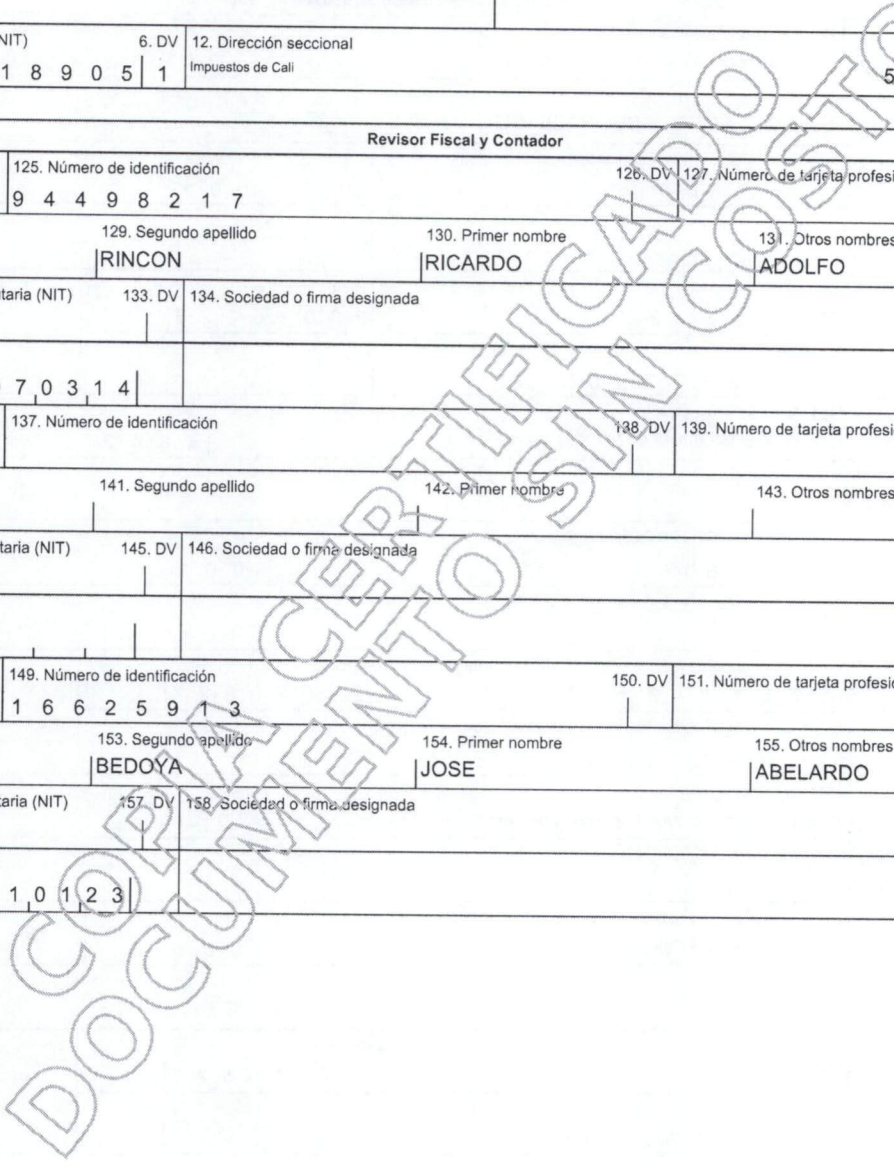 NIT) 6. DV 12. Dirección seccional
1 8 9 0 5 1 Impuestos de Cali 5
Revisor Fiscal y Contador
125. Número de identificación 126. DV 127. Número de tarjeta profesi
9 4 4 9 8 2 1 7
129. Segundo apellido 130. Primer nombre 131. Otros nombres
RINCON RICARDO ADOLFO
taria (NIT) 133. DV 134. Sociedad o firma designada
7 0 3 1 4
137. Número de identificación 138. DV 139. Número de tarjeta profesi
141. Segundo apellido 142. Primer nombre 143. Otros nombres
taria (NIT) 145. DV 146. Sociedad o firma designada
149. Número de identificación 150. DV 151. Número de tarjeta profesi
1 6 6 2 5 9 1 3
153. Segundo apellido 154. Primer nombre 155. Otros nombres
BEDOYA JOSE ABELARDO
taria (NIT) 157. DV 158. Sociedad o firma designada
1 0 1 2 3
COPIA CERTIFICADO
DOCUMENTO SIN COSTO